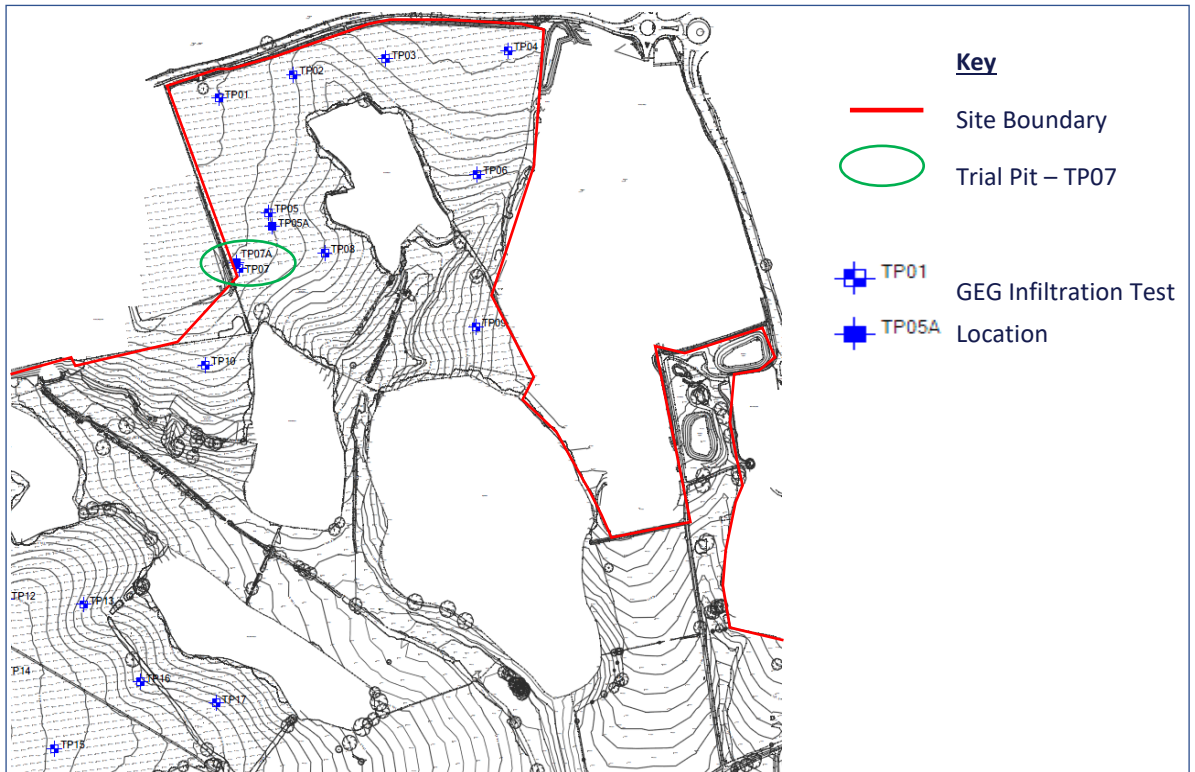 TP04
TP03
TP02
TP01
TP06
TP05
TP05A
TP08
TP07A
TP07
TP09
TP10
TP12
TP13
TP14
TP16
TP17
TP15
Key
Site Boundary
Trial Pit – TP07
TP01
GEG Infiltration Test
TP05A
Location